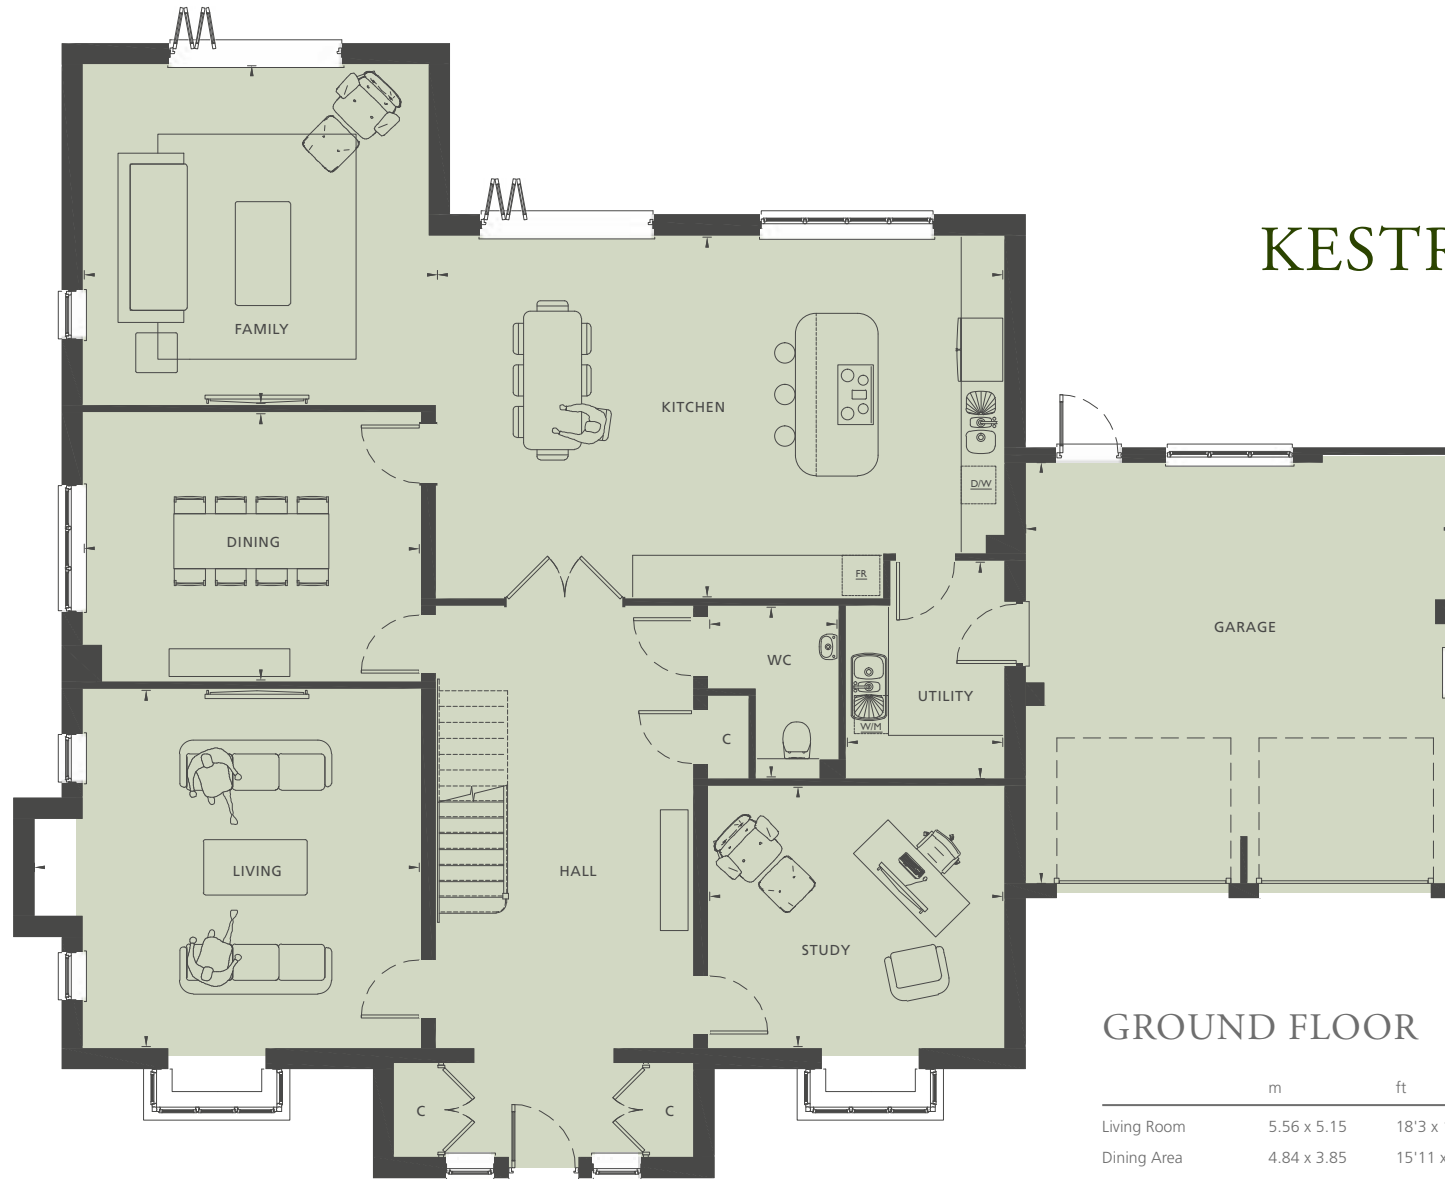 KESTR
FAMILY
KITCHEN
D/W
DINING
FR
GARAGE
WC
UTILITY
W/M
C
LIVING
HALL
STUDY
C
C
GROUND FLOOR
m ft
Living Room 5.56 x 5.15 18'3 x
Dining Area 4.84 x 3.85 15'11 x